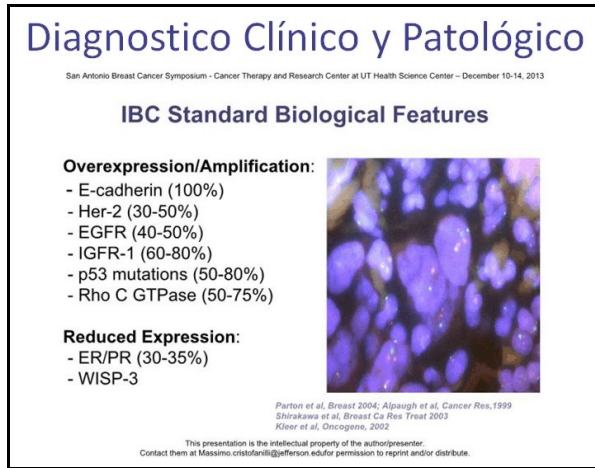 Diagnostico Clínico y Patológico
San Antonio Breast Cancer Symposium - Cancer Therapy and Research Center at UT Health Science Center – December 10-14, 2013
IBC Standard Biological Features
Overexpression/Amplification:
- E-cadherin (100%)
- Her-2 (30-50%)
- EGFR (40-50%)
- IGFR-1 (60-80%)
- p53 mutations (50-80%)
- Rho C GTPase (50-75%)
Reduced Expression:
- ER/PR (30-35%)
- WISP-3
Parton et al, Breast 2004; Alpaugh et al, Cancer Res,1999
Shirakawa et al, Breast Ca Res Treat 2003
Kleer et al, Oncogene, 2002
This presentation is the intellectual property of the author/presenter.
Contact them at Massimo.cristofanilli@jefferson.edufor permission to reprint and/or distribute.